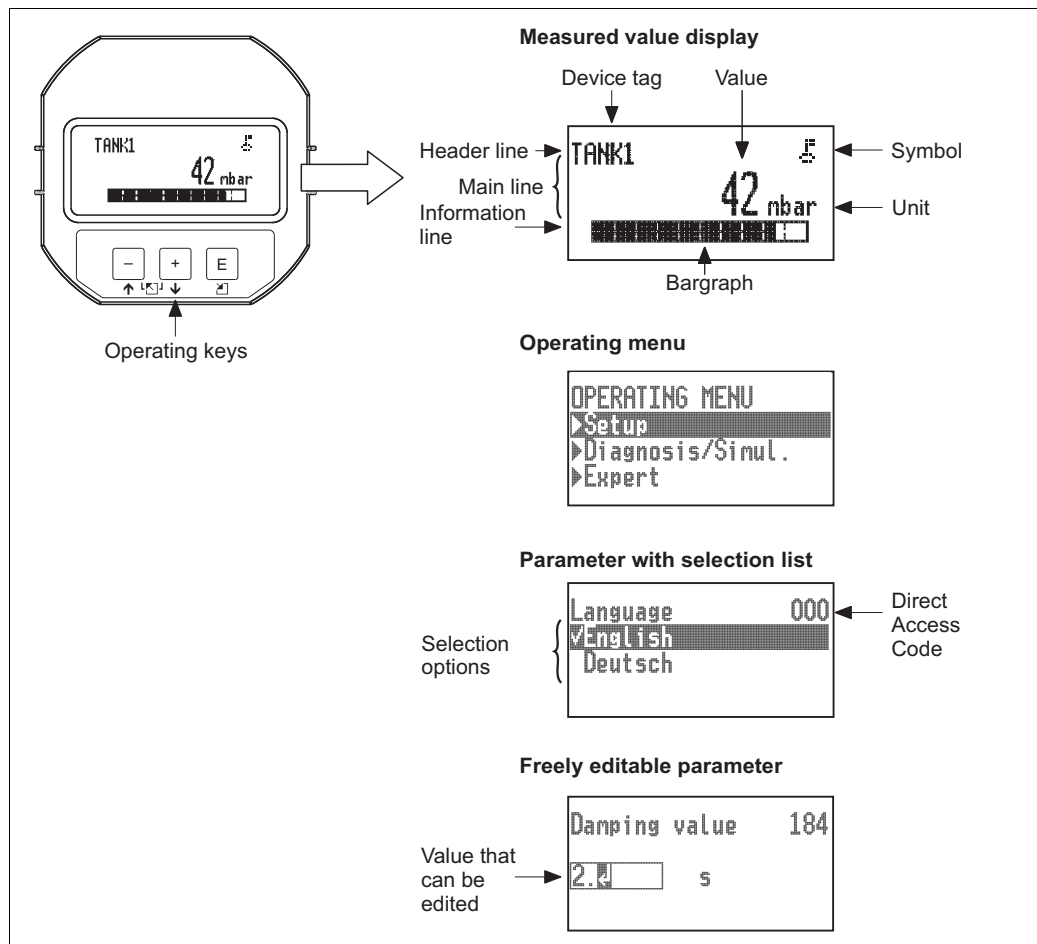 TANK1
42 mbar
–
+
E
Operating keys
Measured value display
Device tag
Value
Header line
Main line
Information
line
TANK1
42 mbar
Symbol
Unit
Bargraph
Operating menu
OPERATING MENU
Setup
Diagnosis/Simul.
Expert
Parameter with selection list
Selection
options
Language 000
✓English
Deutsch
Direct
Access
Code
Freely editable parameter
Value that
can be
edited
Damping value 184
2. s